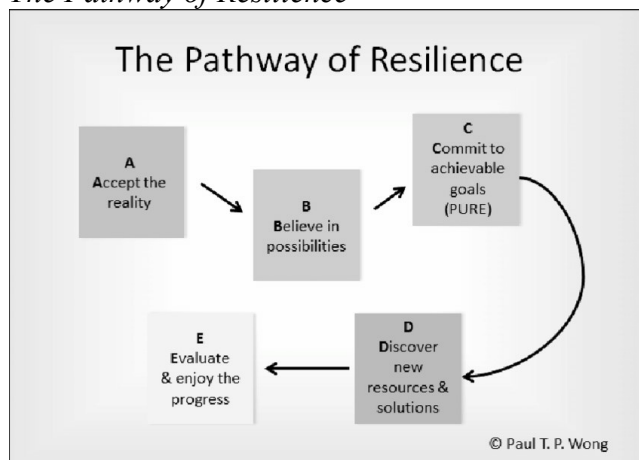 The Pathway of Resilience
The Pathway of Resilience
A
Accept the
reality
B
Believe in
possibilities
C
Commit to
achievable
goals
(PURE)
D
Discover
new
resources &
solutions
E
Evaluate
& enjoy the
progress
© Paul T. P. Wong